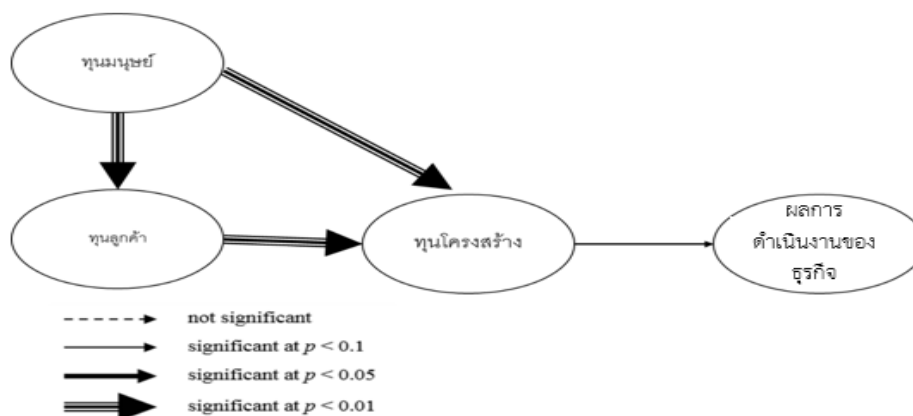 ทุนมนุษย์
ทุนลูกค้า
ทุนโครงสร้าง
ผลการ
ดำเนินงานของ
ธุรกิจ
not significant
significant at p < 0.1
significant at p < 0.05
significant at p < 0.01